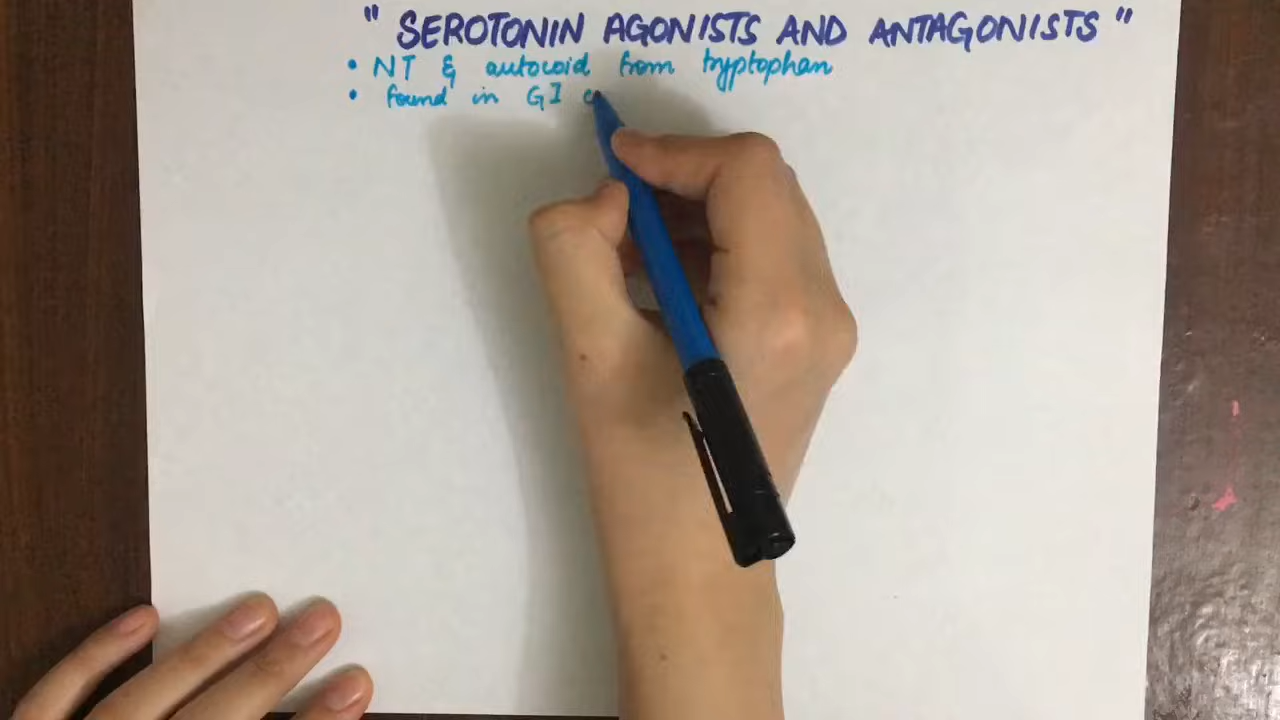 " SEROTONIN AGONISTS AND ANTAGONISTS "
• NT & autocoid from tryptophan
• found in GI